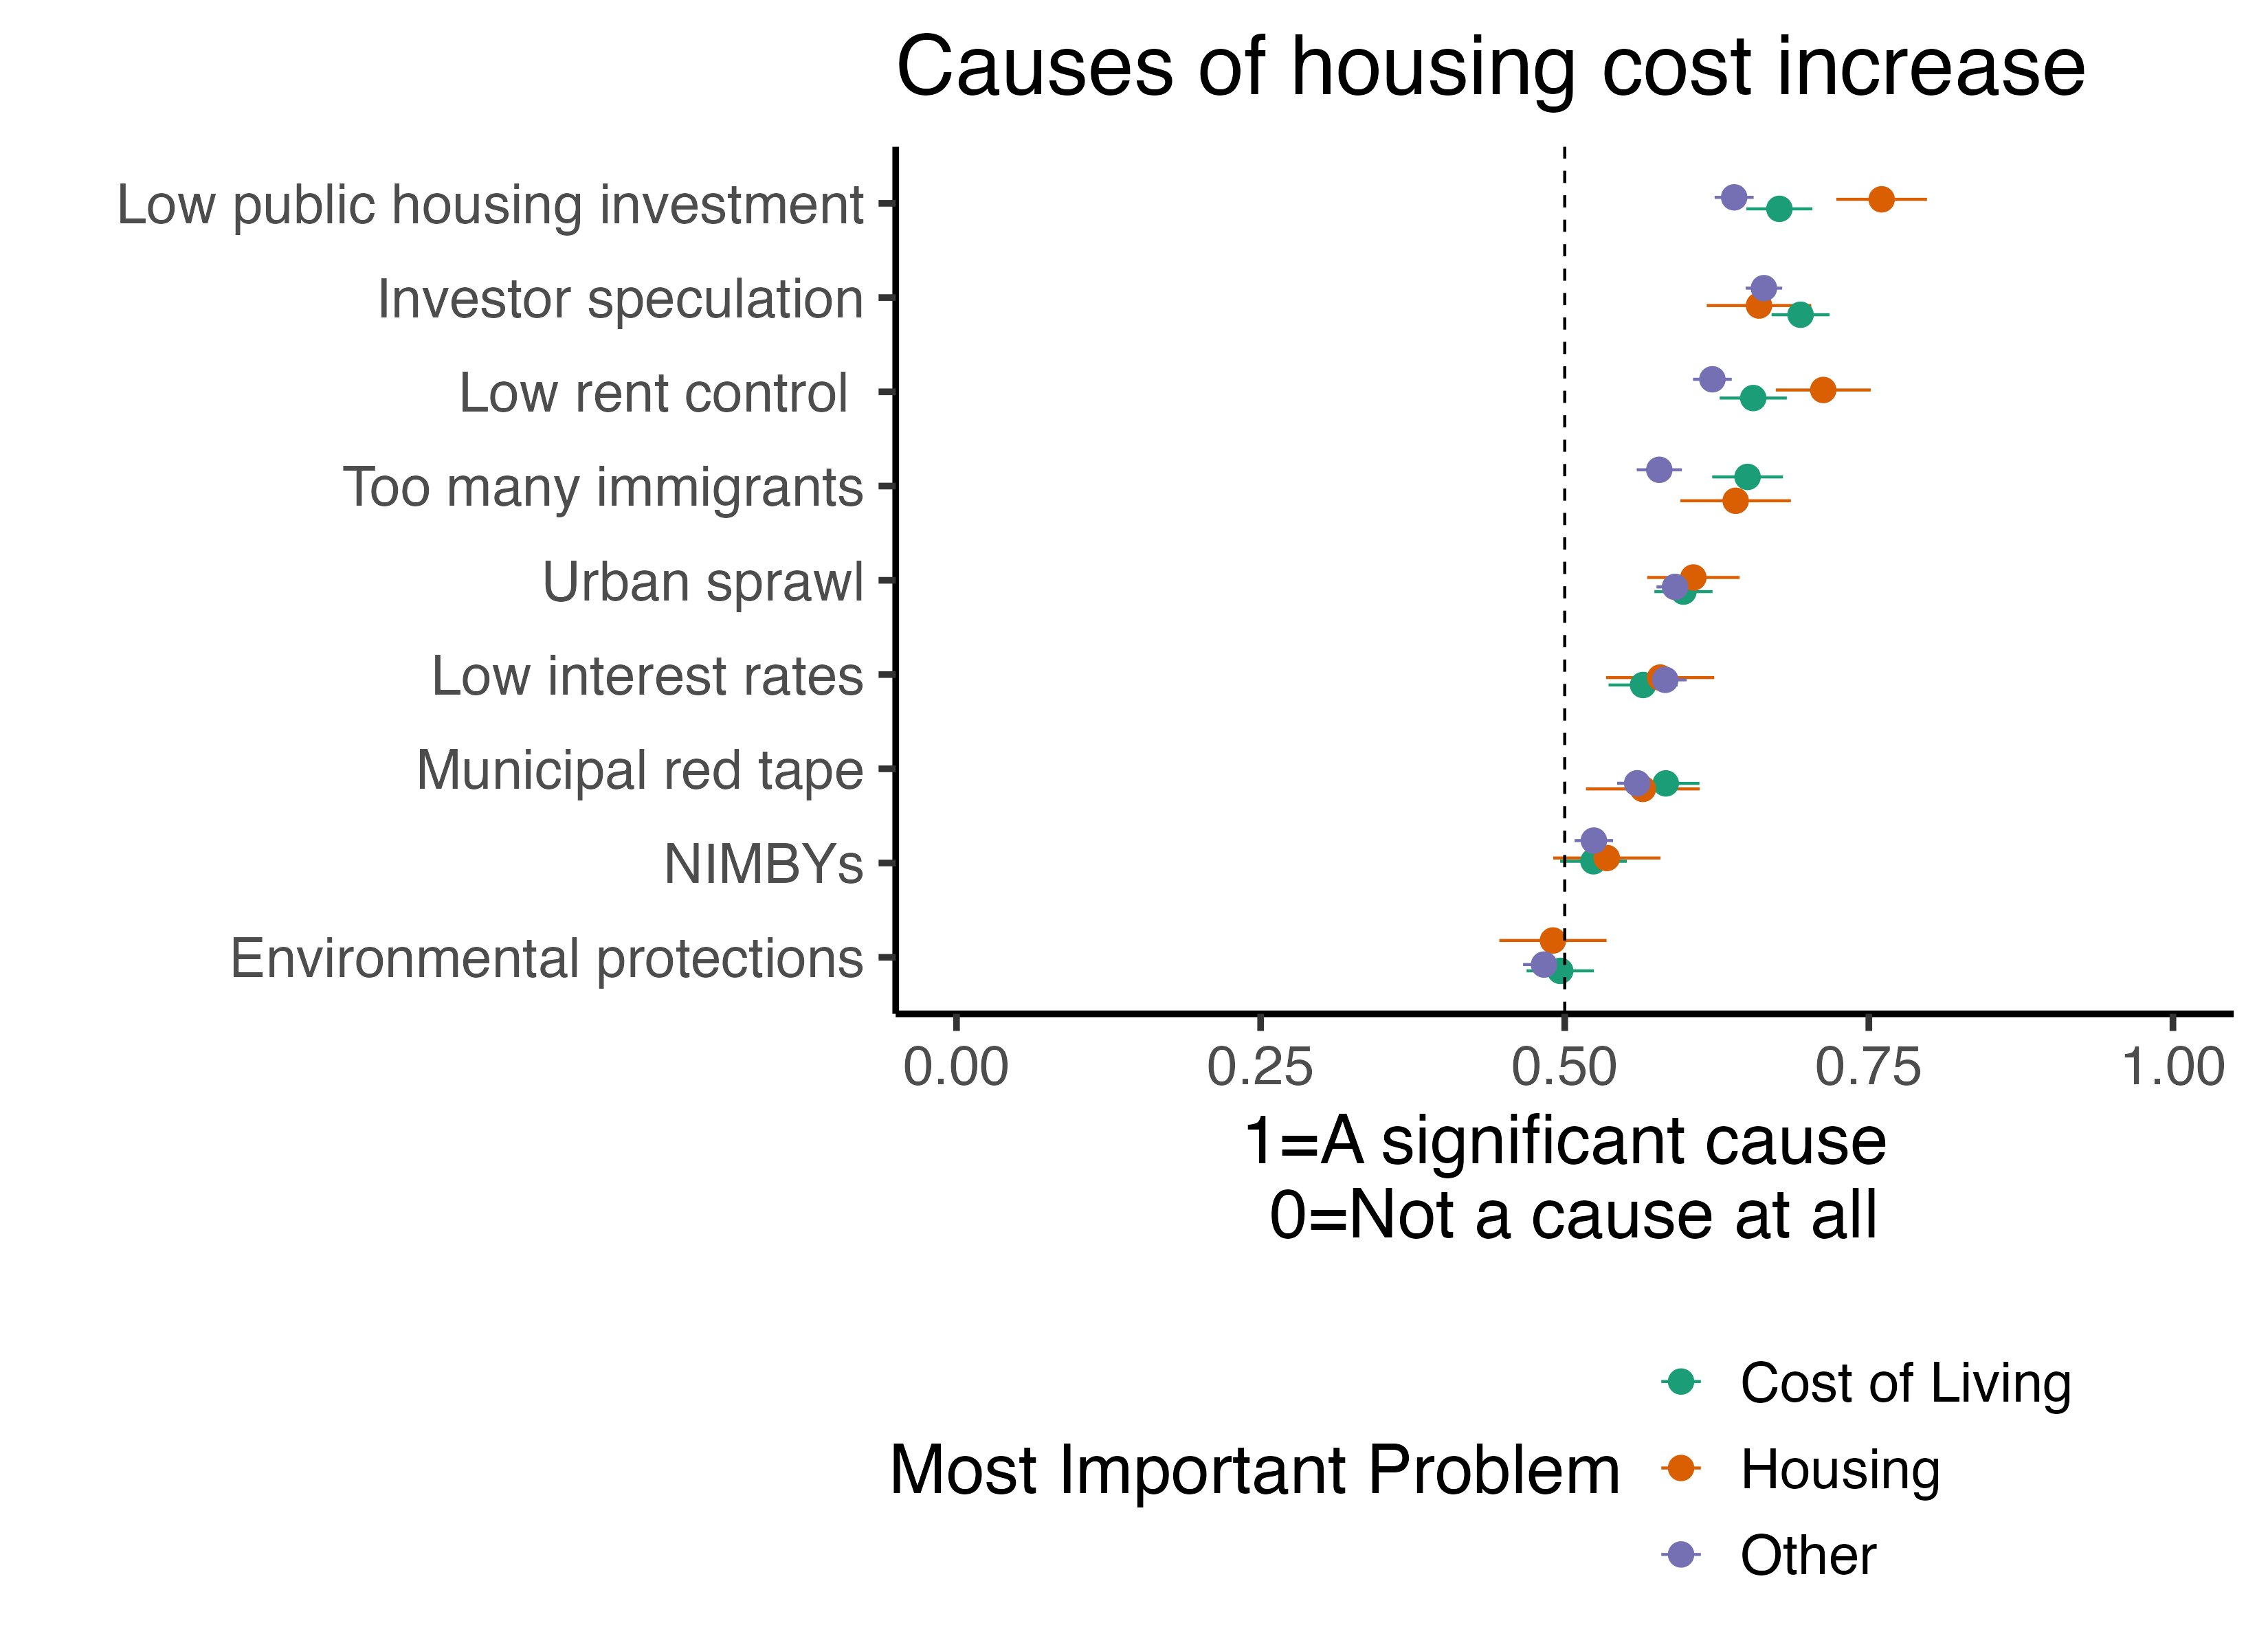 Causes of housing cost increase
Low public housing investment
Investor speculation
Low rent control
Too many immigrants
Urban sprawl
Low interest rates
Municipal red tape
NIMBYs
Environmental protections
0.00 0.25 0.50 0.75 1.00
1=A significant cause
0=Not a cause at all
Most Important Problem
Cost of Living
Housing
Other